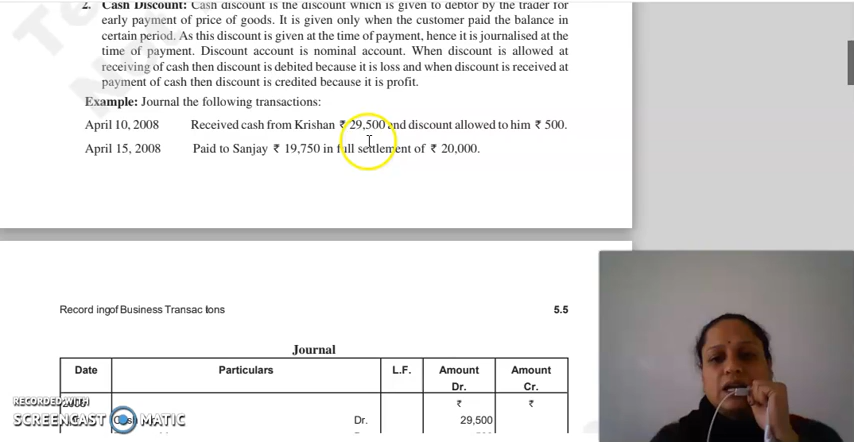 2. Cash Discount: Cash discount is the discount which is given to debtor by the trader for
early payment of price of goods. It is given only when the customer paid the balance in
certain period. As this discount is given at the time of payment, hence it is journalised at the
time of payment. Discount account is nominal account. When discount is allowed at
receiving of cash then discount is debited because it is loss and when discount is received at
payment of cash then discount is credited because it is profit.
Example: Journal the following transactions:
April 10, 2008 Received cash from Krishan ₹ 29,500 and discount allowed to him ₹ 500.
April 15, 2008 Paid to Sanjay ₹ 19,750 in full settlement of ₹ 20,000.
Record ingof Business Transac tons 5.5
Journal
Date Particulars L.F. Amount Amount
Dr. Cr.
₹ ₹
Dr. 29,500
RECORDED WITH
SCREENCAST MATIC